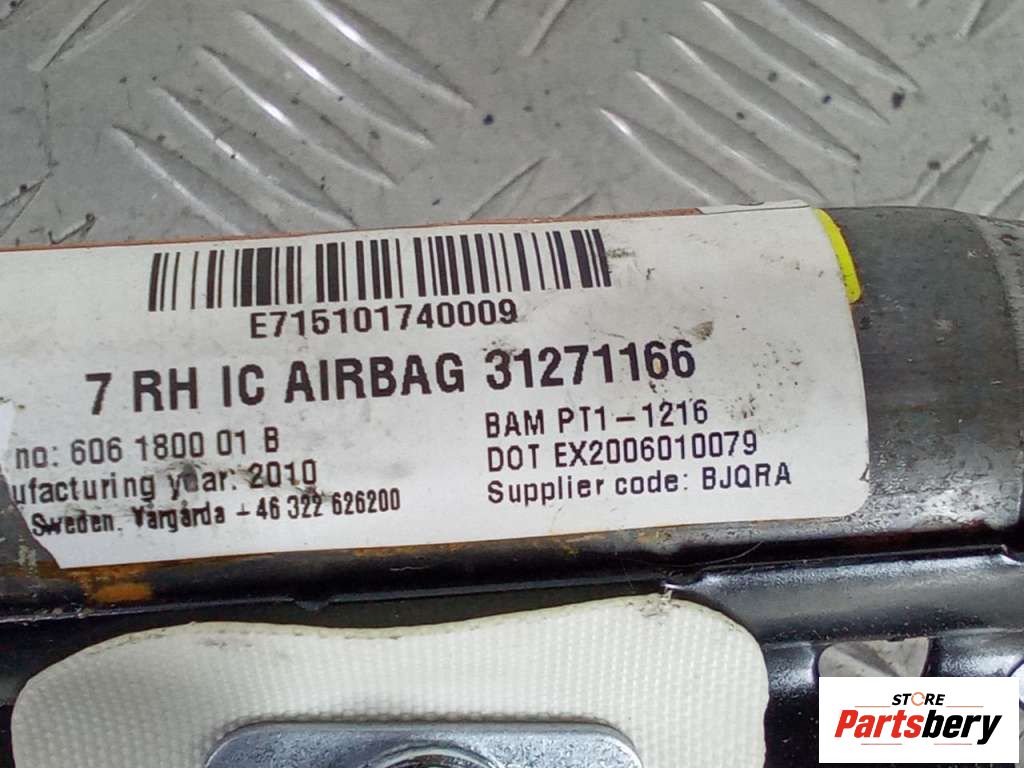 E715101740009
7 RH IC AIRBAG 31271166
no: 606 1800 01 B
BAM PT1-1216
ufacturing year: 2010
DOT EX2006010079
Sweden. Vårgårda +46 322 626200
Supplier code: BJQRA
STORE
Partsbery